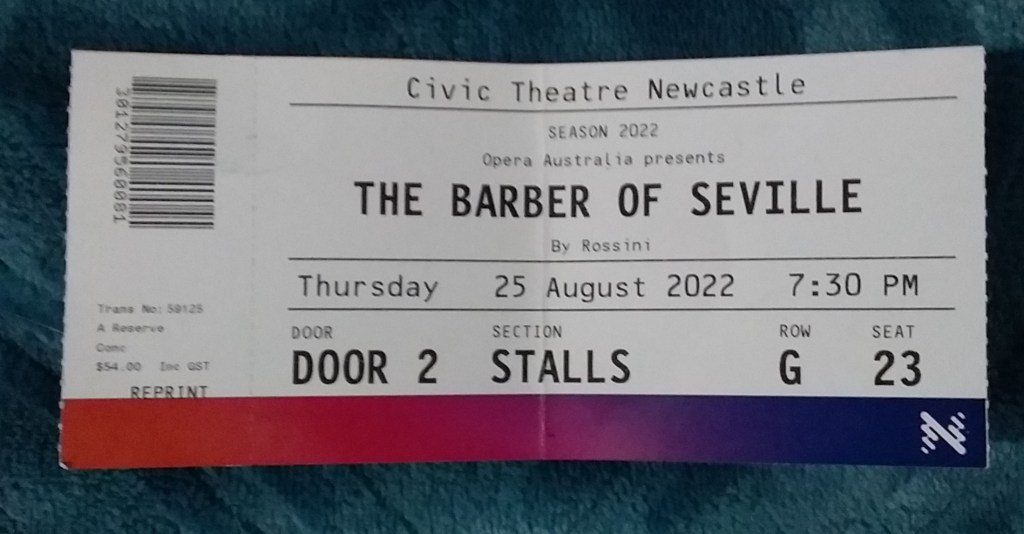 301279560081
Trans No: 59125
A Reserve
Conc
$54.00 Inc GST
REPRINT
Civic Theatre Newcastle
SEASON 2022
Opera Australia presents
THE BARBER OF SEVILLE
By Rossini
Thursday 25 August 2022 7:30 PM
DOOR SECTION ROW SEAT
DOOR 2 STALLS G 23